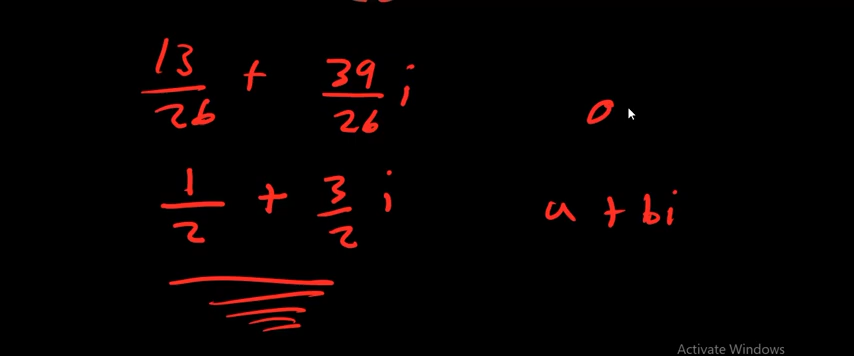 13/26 + 39/26 i
0
1/2 + 3/2 i
a + bi
Activate Windows